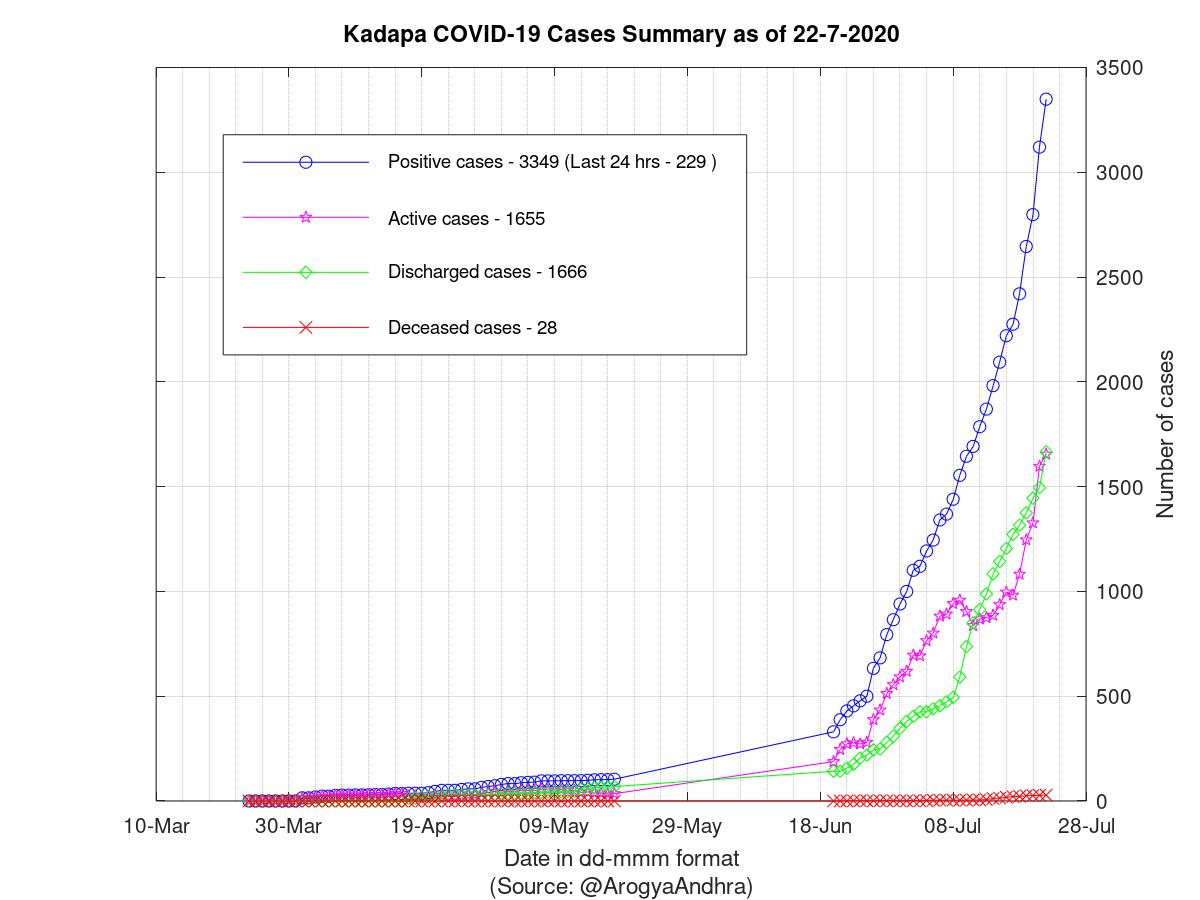 Kadapa COVID-19 Cases Summary as of 22-7-2020
Positive cases - 3349 (Last 24 hrs - 229 )
Active cases - 1655
Discharged cases - 1666
Deceased cases - 28
3500
3000
2500
2000
1500
1000
500
0
Number of cases
10-Mar 30-Mar 19-Apr 09-May 29-May 18-Jun 08-Jul 28-Jul
Date in dd-mmm format
(Source: @ArogyaAndhra)